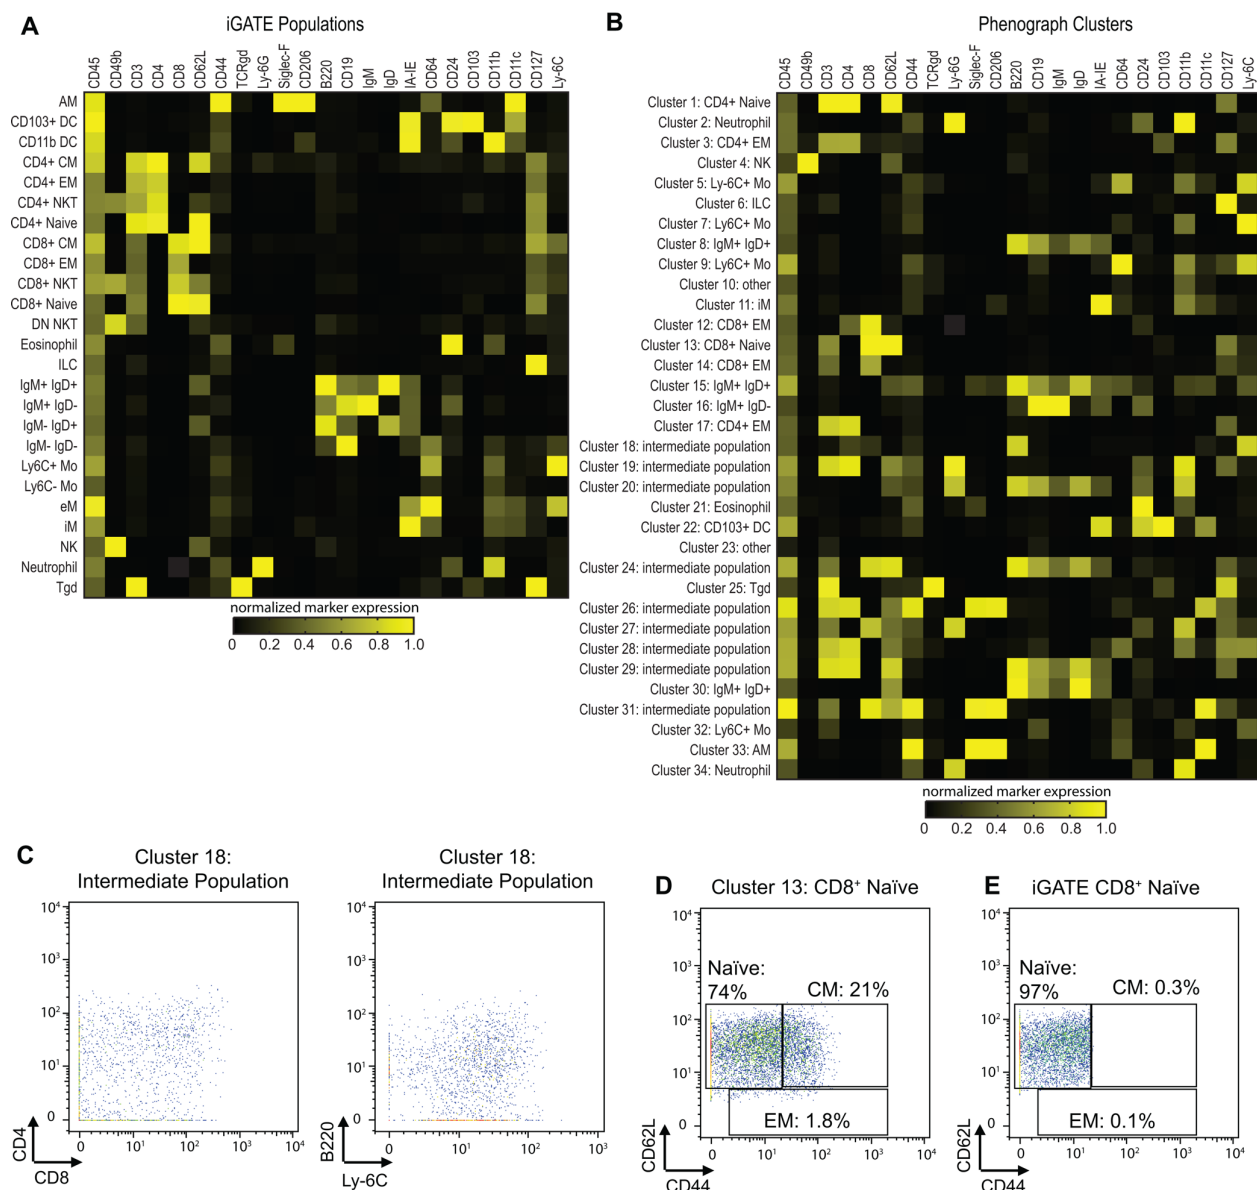 A
iGATE Populations
CD45 CD49b CD3 CD4 CD8 CD62L CD44 TCRgd Ly-6G Siglec-F CD206 B220 CD19 IgM IgD IA-IE CD64 CD24 CD103 CD11b CD11c CD127 Ly-6C
AM
CD103+ DC
CD11b DC
CD4+ CM
CD4+ EM
CD4+ NKT
CD4+ Naive
CD8+ CM
CD8+ EM
CD8+ NKT
CD8+ Naive
DN NKT
Eosinophil
ILC
IgM+ IgD+
IgM+ IgD-
IgM- IgD+
IgM- IgD-
Ly6C+ Mo
Ly6C- Mo
eM
iM
NK
Neutrophil
Tgd
normalized marker expression
0 0.2 0.4 0.6 0.8 1.0
B
Phenograph Clusters
CD45 CD49b CD3 CD4 CD8 CD62L CD44 TCRgd Ly-6G Siglec-F CD206 B220 CD19 IgM IgD IA-IE CD64 CD24 CD103 CD11b CD11c CD127 Ly-6C
Cluster 1: CD4+ Naive
Cluster 2: Neutrophil
Cluster 3: CD4+ EM
Cluster 4: NK
Cluster 5: Ly-6C+ Mo
Cluster 6: ILC
Cluster 7: Ly6C+ Mo
Cluster 8: IgM+ IgD+
Cluster 9: Ly6C+ Mo
Cluster 10: other
Cluster 11: iM
Cluster 12: CD8+ EM
Cluster 13: CD8+ Naive
Cluster 14: CD8+ EM
Cluster 15: IgM+ IgD+
Cluster 16: IgM+ IgD-
Cluster 17: CD4+ EM
Cluster 18: intermediate population
Cluster 19: intermediate population
Cluster 20: intermediate population
Cluster 21: Eosinophil
Cluster 22: CD103+ DC
Cluster 23: other
Cluster 24: intermediate population
Cluster 25: Tgd
Cluster 26: intermediate population
Cluster 27: intermediate population
Cluster 28: intermediate population
Cluster 29: intermediate population
Cluster 30: IgM+ IgD+
Cluster 31: intermediate population
Cluster 32: Ly6C+ Mo
Cluster 33: AM
Cluster 34: Neutrophil
normalized marker expression
0 0.2 0.4 0.6 0.8 1.0
C
Cluster 18:
Intermediate Population
10⁴
10³
10²
10¹
0
0 10¹ 10² 10³ 10⁴
CD4
CD8
Cluster 18:
Intermediate Population
10⁴
10³
10²
10¹
0
0 10¹ 10² 10³
B220
Ly-6C
D
Cluster 13: CD8⁺ Naïve
10⁴
10³
10²
10¹
0
Naïve:
74%
CM: 21%
EM: 1.8%
0 10¹ 10² 10³ 10⁴
CD62L
CD44
E
iGATE CD8⁺ Naïve
10⁴
10³
10²
10¹
0
Naïve:
97%
CM: 0.3%
EM: 0.1%
0 10¹ 10² 10³ 10⁴
CD62L
CD44